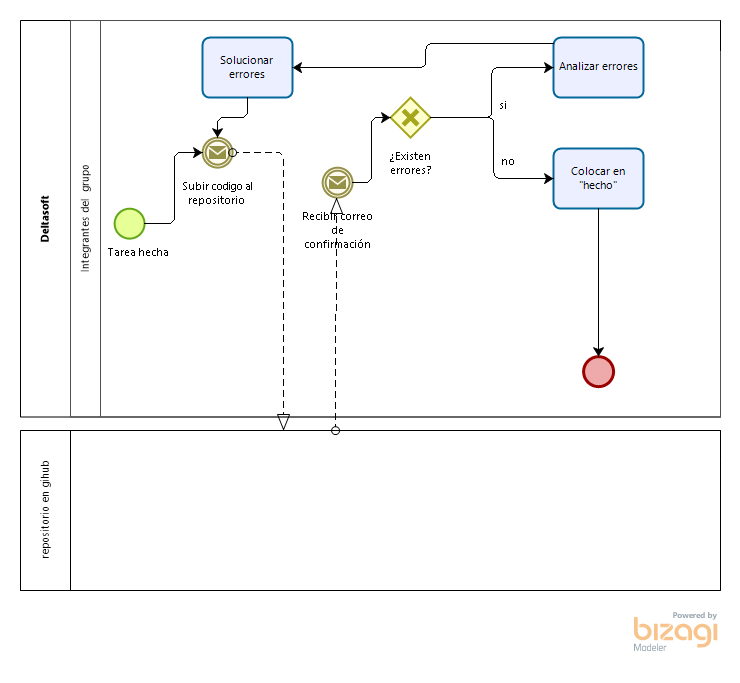 Deltasoft
Integrantes del grupo
Solucionar
errores
Analizar errores
si
¿Existen
errores?
no
Colocar en
"hecho"
Subir codigo al
repositorio
Recibir correo
de
confirmación
Tarea hecha
repositorio en gihub
Powered by
bizagi
Modeler